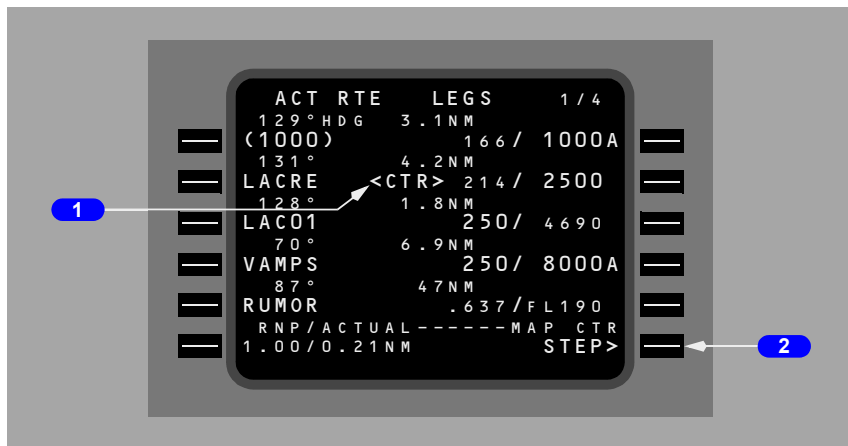 ACT RTE LEGS 1/4
129°HDG 3.1NM
(1000) 166/ 1000A
131° 4.2NM
LACRE <CTR> 214/ 2500
128° 1.8NM
1
LACO1 250/ 4690
70° 6.9NM
VAMPS 250/ 8000A
87° 47NM
RUMOR .637/FL190
RNP/ACTUAL------MAP CTR
1.00/0.21NM STEP>
2